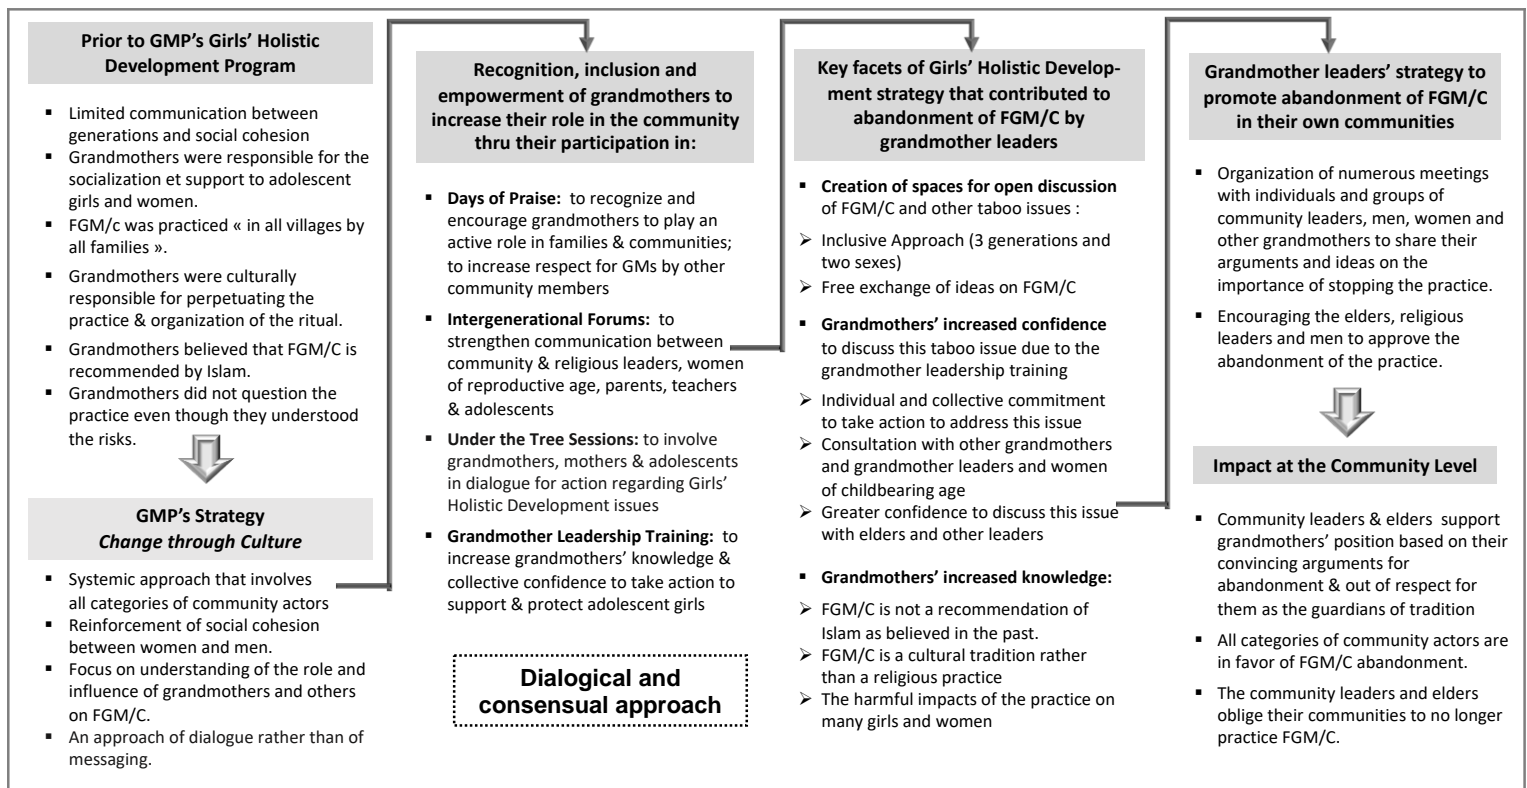 Prior to GMP's Girls' Holistic
Development Program
▪ Limited communication between
generations and social cohesion
▪ Grandmothers were responsible for the
socialization et support to adolescent
girls and women.
▪ FGM/c was practiced « in all villages by
all families ».
▪ Grandmothers were culturally
responsible for perpetuating the
practice & organization of the ritual.
▪ Grandmothers believed that FGM/C is
recommended by Islam.
▪ Grandmothers did not question the
practice even though they understood
the risks.
GMP's Strategy
Change through Culture
▪ Systemic approach that involves
all categories of community actors
▪ Reinforcement of social cohesion
between women and men.
▪ Focus on understanding of the role and
influence of grandmothers and others
on FGM/C.
▪ An approach of dialogue rather than of
messaging.
Recognition, inclusion and
empowerment of grandmothers to
increase their role in the community
thru their participation in:
▪ Days of Praise: to recognize and
encourage grandmothers to play an
active role in families & communities;
to increase respect for GMs by other
community members
▪ Intergenerational Forums: to
strengthen communication between
community & religious leaders, women
of reproductive age, parents, teachers
& adolescents
▪ Under the Tree Sessions: to involve
grandmothers, mothers & adolescents
in dialogue for action regarding Girls'
Holistic Development issues
▪ Grandmother Leadership Training: to
increase grandmothers' knowledge &
collective confidence to take action to
support & protect adolescent girls
Dialogical and
consensual approach
Key facets of Girls' Holistic Develop-
ment strategy that contributed to
abandonment of FGM/C by
grandmother leaders
▪ Creation of spaces for open discussion
of FGM/C and other taboo issues :
➢ Inclusive Approach (3 generations and
two sexes)
➢ Free exchange of ideas on FGM/C
▪ Grandmothers' increased confidence
to discuss this taboo issue due to the
grandmother leadership training
➢ Individual and collective commitment
to take action to address this issue
➢ Consultation with other grandmothers
and grandmother leaders and women
of childbearing age
➢ Greater confidence to discuss this issue
with elders and other leaders
▪ Grandmothers' increased knowledge:
➢ FGM/C is not a recommendation of
Islam as believed in the past.
➢ FGM/C is a cultural tradition rather
than a religious practice
➢ The harmful impacts of the practice on
many girls and women
Grandmother leaders' strategy to
promote abandonment of FGM/C
in their own communities
▪ Organization of numerous meetings
with individuals and groups of
community leaders, men, women and
other grandmothers to share their
arguments and ideas on the
importance of stopping the practice.
▪ Encouraging the elders, religious
leaders and men to approve the
abandonment of the practice.
Impact at the Community Level
▪ Community leaders & elders support
grandmothers' position based on their
convincing arguments for
abandonment & out of respect for
them as the guardians of tradition
▪ All categories of community actors are
in favor of FGM/C abandonment.
▪ The community leaders and elders
oblige their communities to no longer
practice FGM/C.